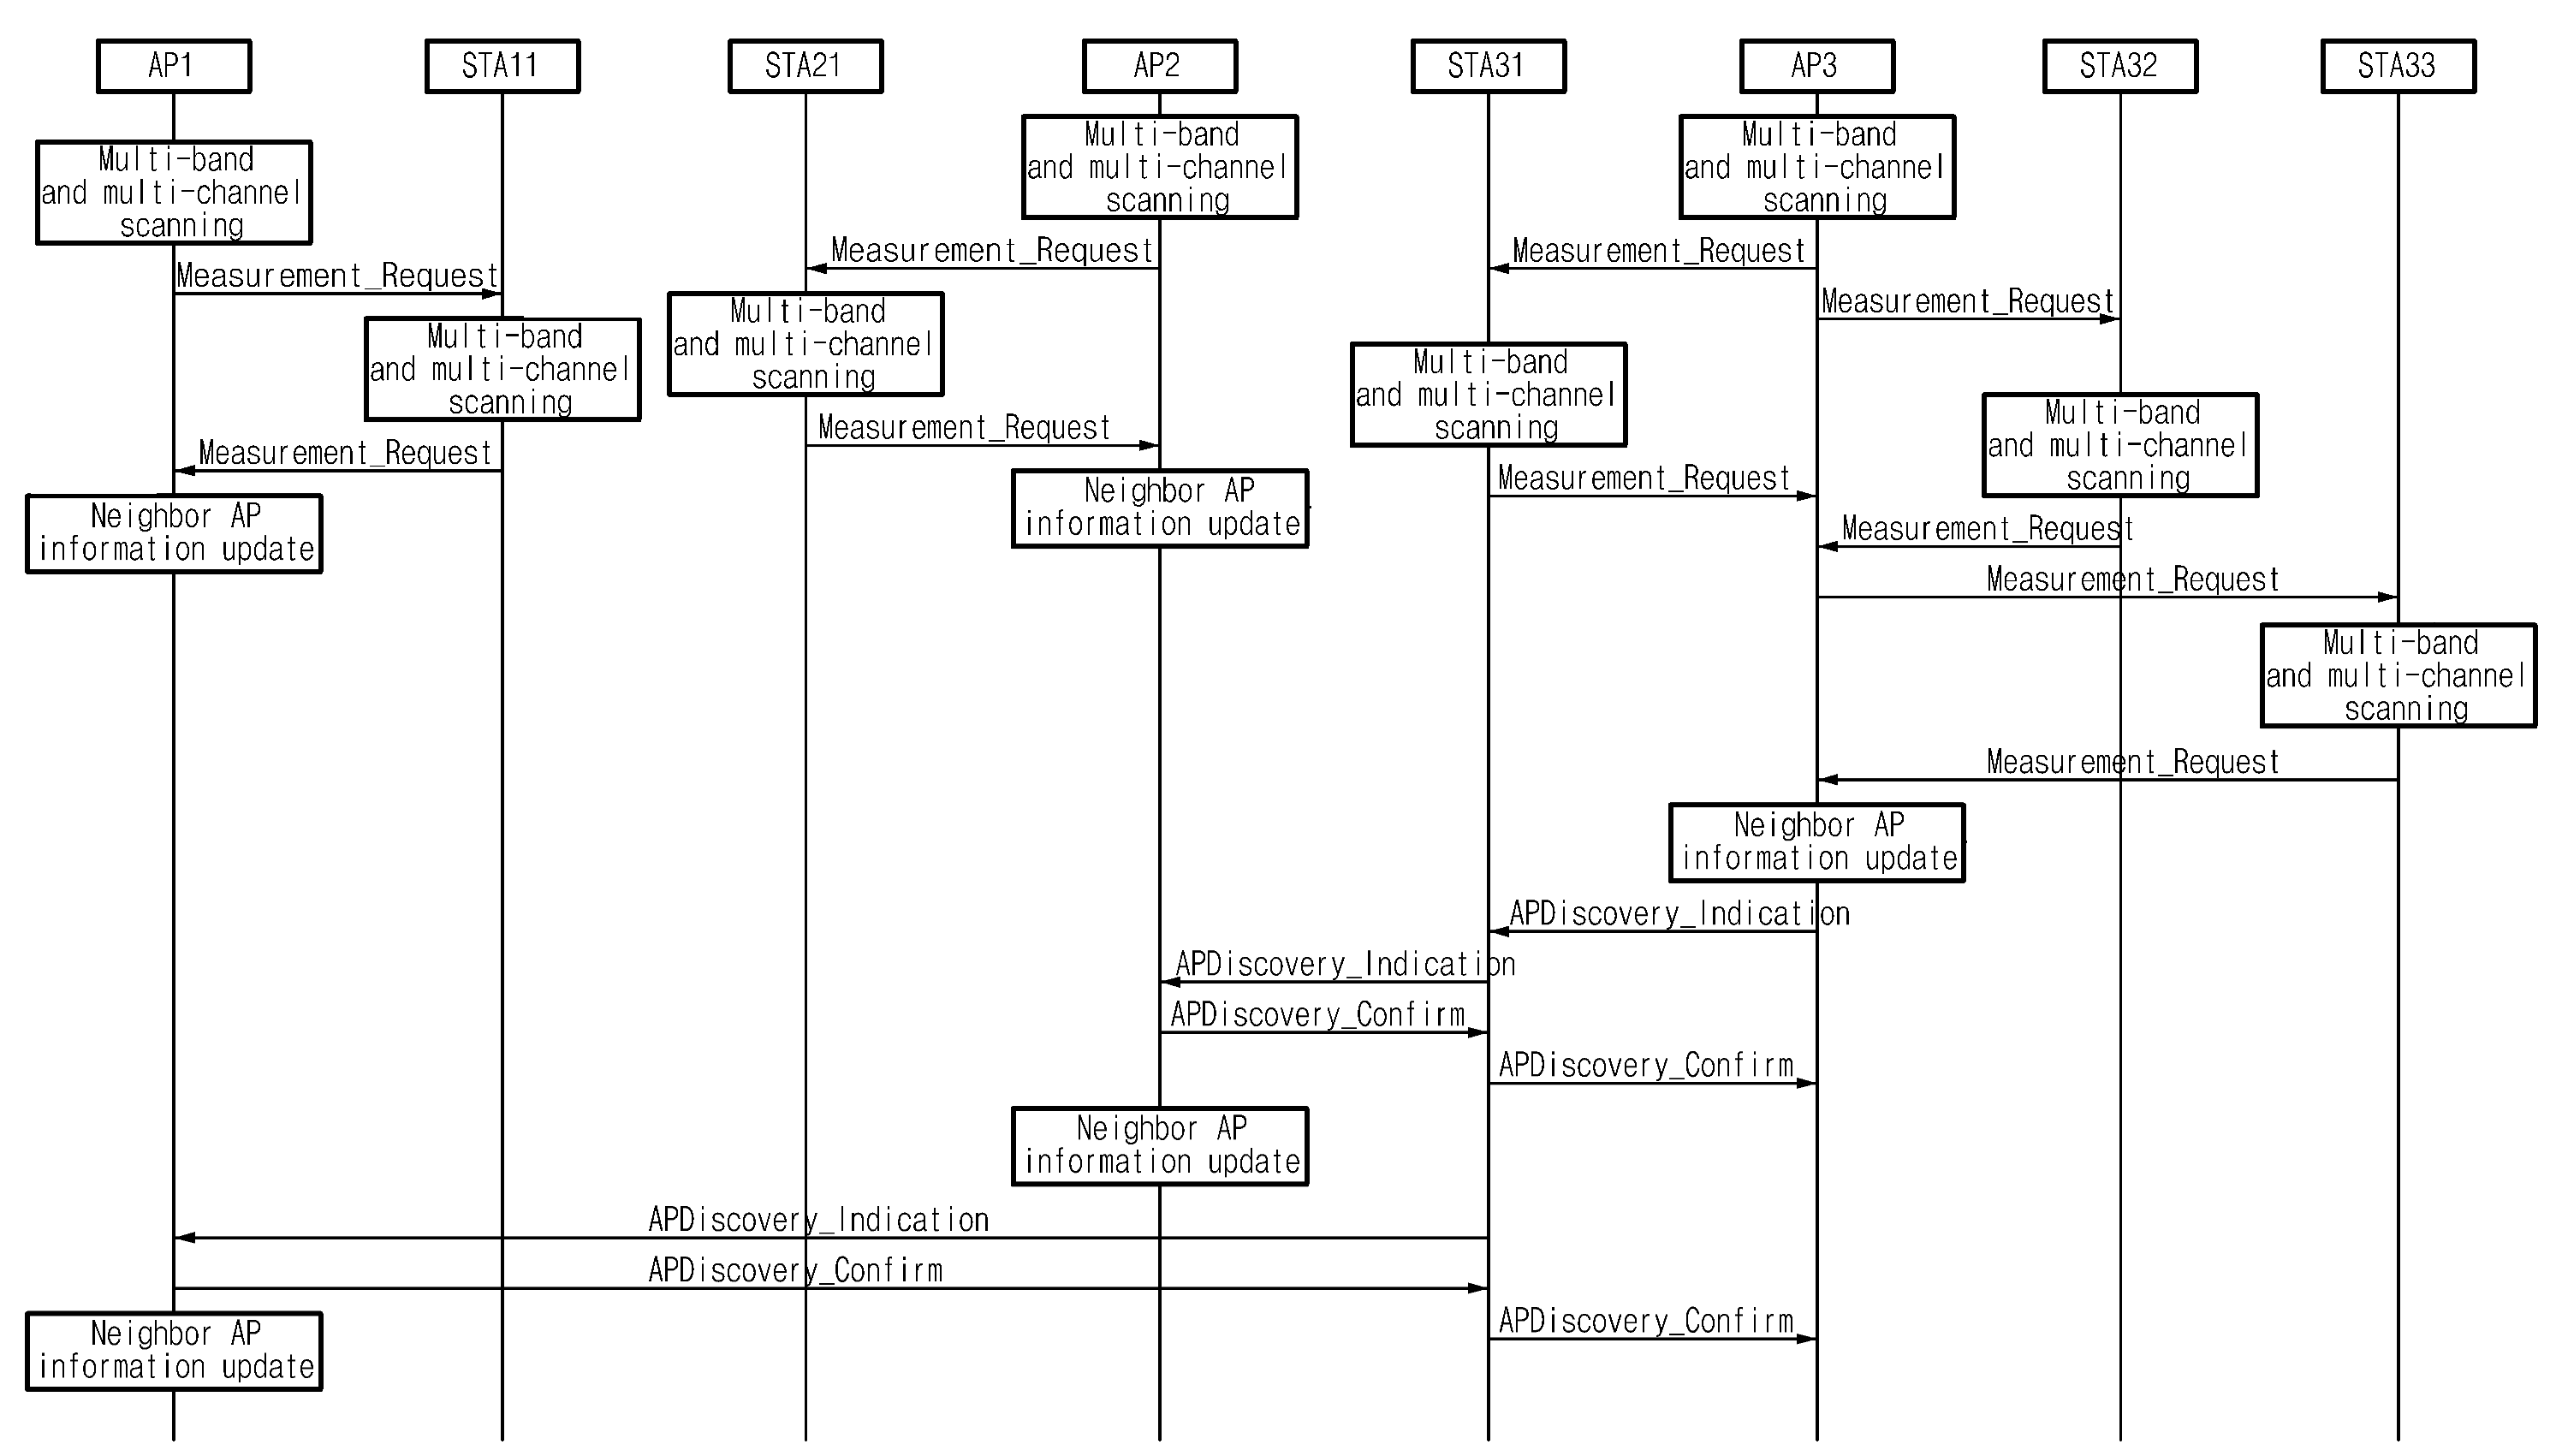 AP1
STA11
STA21
AP2
STA31
AP3
STA32
STA33
Multi-band
and multi-channel
scanning
Multi-band
and multi-channel
scanning
Multi-band
and multi-channel
scanning
Measurement_Request
Measurement_Request
Measurement_Request
Measurement_Request
Multi-band
and multi-channel
scanning
Multi-band
and multi-channel
scanning
Multi-band
and multi-channel
scanning
Multi-band
and multi-channel
scanning
Measurement_Request
Measurement_Request
Measurement_Request
Neighbor AP
information update
Neighbor AP
information update
Measurement_Request
Measurement_Request
Multi-band
and multi-channel
scanning
Measurement_Request
Neighbor AP
information update
APDiscovery_Indication
APDiscovery_Indication
APDiscovery_Confirm
APDiscovery_Confirm
Neighbor AP
information update
APDiscovery_Indication
APDiscovery_Confirm
APDiscovery_Confirm
Neighbor AP
information update